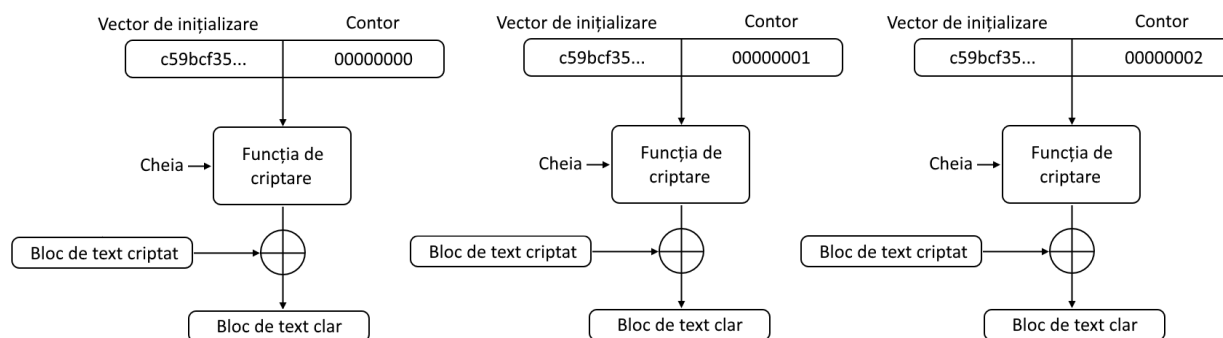 Vector de inițializare Contor
c59bcf35... 00000000
Funcția de
criptare
Cheia
Bloc de text criptat
Bloc de text clar
Vector de inițializare Contor
c59bcf35... 00000001
Funcția de
criptare
Cheia
Bloc de text criptat
Bloc de text clar
Vector de inițializare Contor
c59bcf35... 00000002
Funcția de
criptare
Cheia
Bloc de text criptat
Bloc de text clar